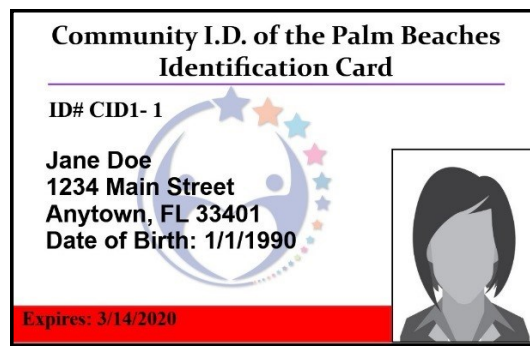 Community I.D. of the Palm Beaches
Identification Card
ID# CID1- 1
Jane Doe
1234 Main Street
Anytown, FL 33401
Date of Birth: 1/1/1990
Expires: 3/14/2020